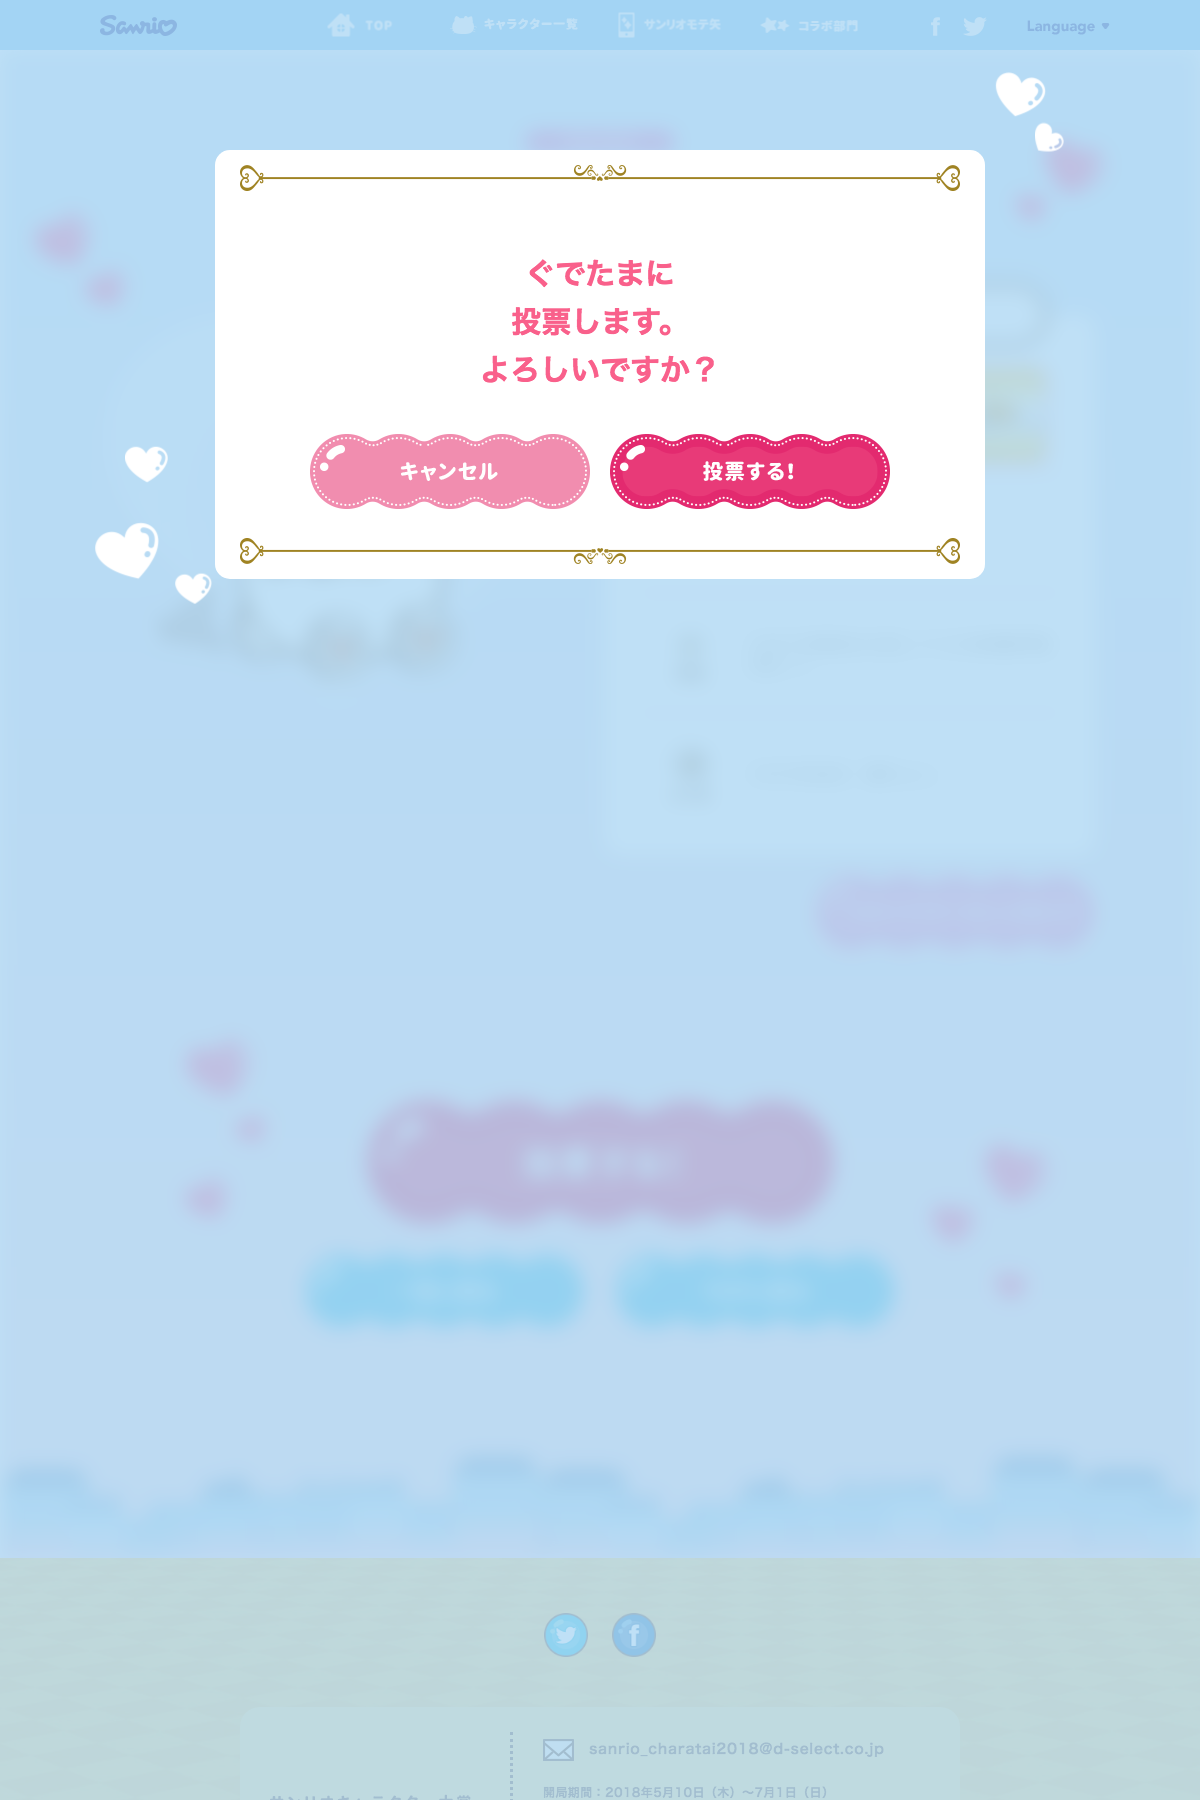 Sanrio
TOP
キャラクター一覧
サンリオモテ矢
コラボ部門
Language
ぐでたまに
投票します。
よろしいですか？
キャンセル
投票する!
sanrio_charatai2018@d-select.co.jp
開局期間：2018年5月10日（木）～7月1日（日）